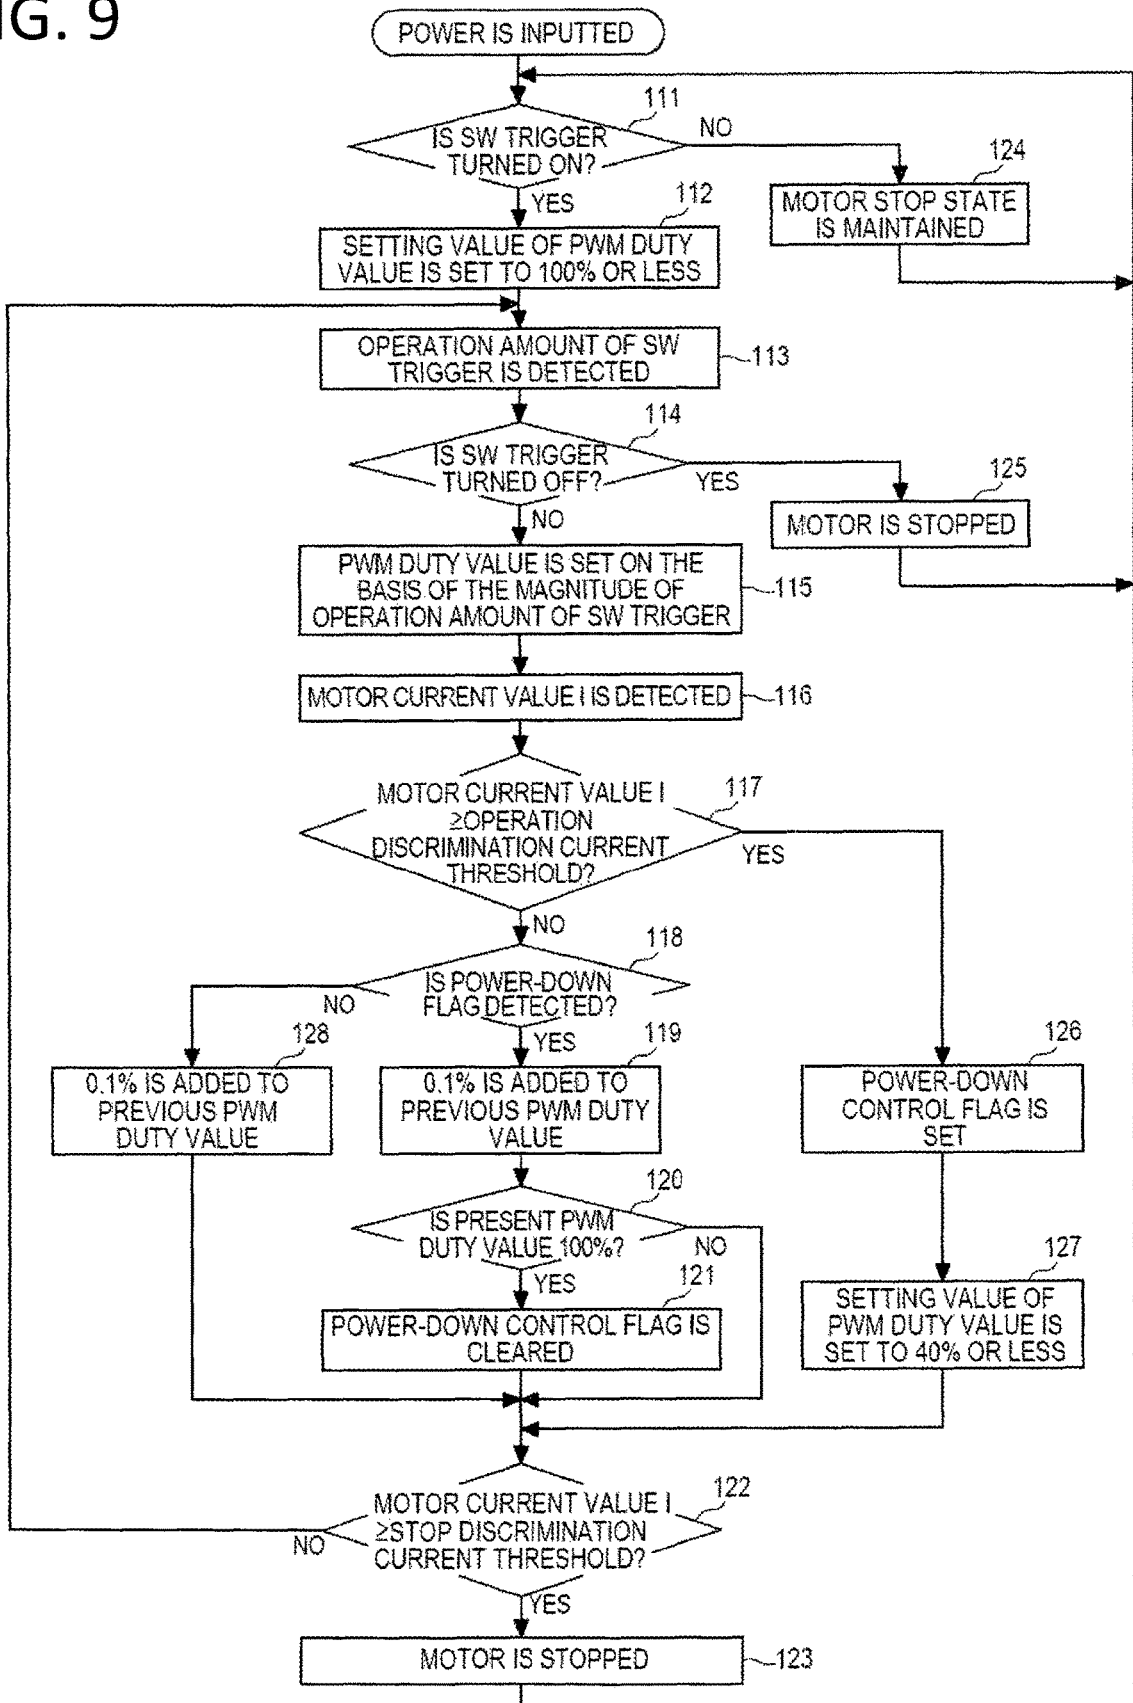 IG. 9
POWER IS INPUTTED
111
IS SW TRIGGER
TURNED ON?
NO
YES
124
MOTOR STOP STATE
IS MAINTAINED
112
SETTING VALUE OF PWM DUTY
VALUE IS SET TO 100% OR LESS
OPERATION AMOUNT OF SW
TRIGGER IS DETECTED
113
114
IS SW TRIGGER
TURNED OFF?
YES
NO
125
MOTOR IS STOPPED
PWM DUTY VALUE IS SET ON THE
BASIS OF THE MAGNITUDE OF
OPERATION AMOUNT OF SW TRIGGER
115
MOTOR CURRENT VALUE I IS DETECTED
116
MOTOR CURRENT VALUE I
≥OPERATION
DISCRIMINATION CURRENT
THRESHOLD?
117
YES
NO
118
IS POWER-DOWN
FLAG DETECTED?
NO
YES
128
0.1% IS ADDED TO
PREVIOUS PWM
DUTY VALUE
119
0.1% IS ADDED TO
PREVIOUS PWM DUTY
VALUE
126
POWER-DOWN
CONTROL FLAG IS
SET
120
IS PRESENT PWM
DUTY VALUE 100%?
NO
YES
121
POWER-DOWN CONTROL FLAG IS
CLEARED
127
SETTING VALUE OF
PWM DUTY VALUE IS
SET TO 40% OR LESS
122
MOTOR CURRENT VALUE I
≥STOP DISCRIMINATION
CURRENT THRESHOLD?
NO
YES
MOTOR IS STOPPED
123